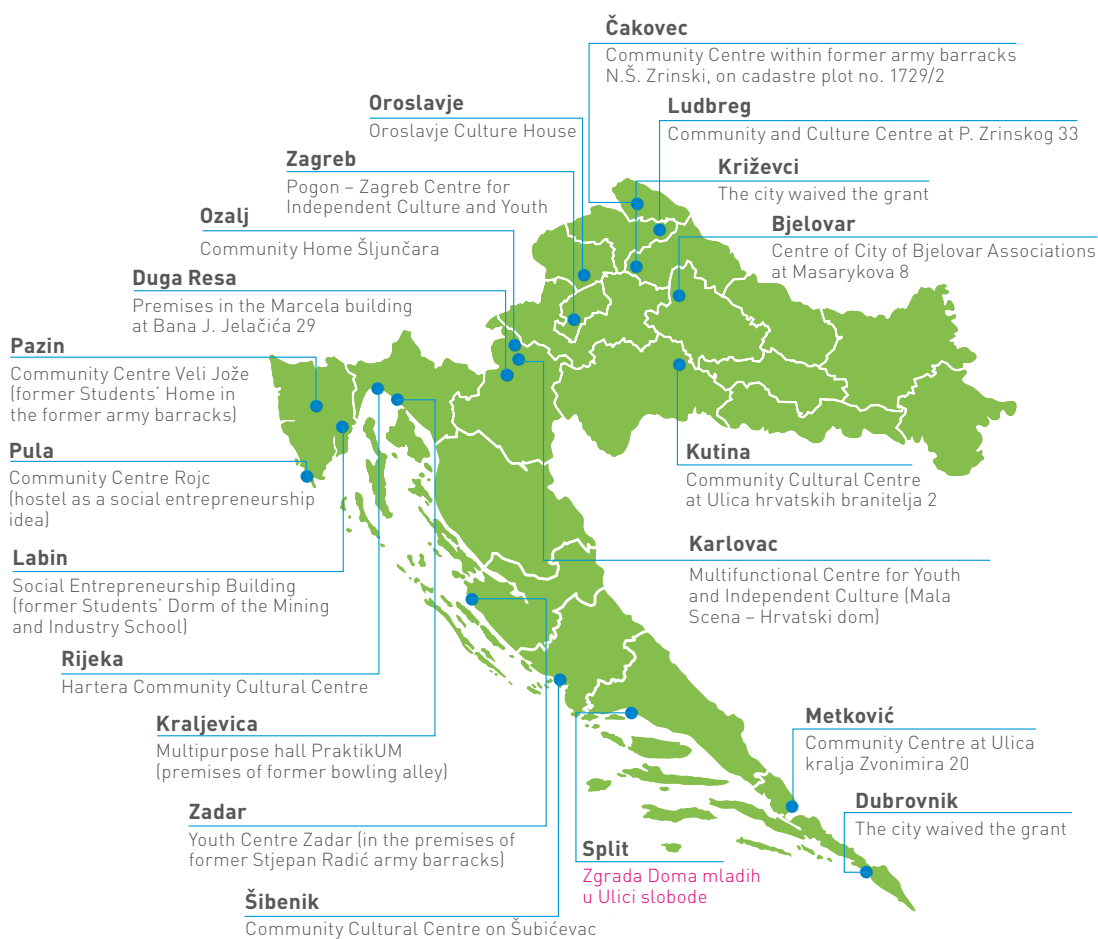 Čakovec
Community Centre within former army barracks
N.Š. Zrinski, on cadastre plot no. 1729/2
Oroslavje
Oroslavje Culture House
Ludbreg
Community and Culture Centre at P. Zrinskog 33
Zagreb
Pogon – Zagreb Centre for
Independent Culture and Youth
Križevci
The city waived the grant
Ozalj
Community Home Šljunčara
Bjelovar
Centre of City of Bjelovar Associations
at Masarykova 8
Duga Resa
Premises in the Marcela building
at Bana J. Jelačića 29
Pazin
Community Centre Veli Jože
(former Students' Home in
the former army barracks)
Pula
Community Centre Rojc
(hostel as a social entrepreneurship
idea)
Kutina
Community Cultural Centre
at Ulica hrvatskih branitelja 2
Labin
Social Entrepreneurship Building
(former Students' Dorm of the Mining
and Industry School)
Karlovac
Multifunctional Centre for Youth
and Independent Culture (Mala
Scena – Hrvatski dom)
Rijeka
Hartera Community Cultural Centre
Kraljevica
Multipurpose hall PraktikUM
(premises of former bowling alley)
Metković
Community Centre at Ulica
kralja Zvonimira 20
Zadar
Youth Centre Zadar (in the premises of
former Stjepan Radić army barracks)
Dubrovnik
The city waived the grant
Split
Zgrada Doma mladih
u Ulici slobode
Šibenik
Community Cultural Centre on Šubićevac